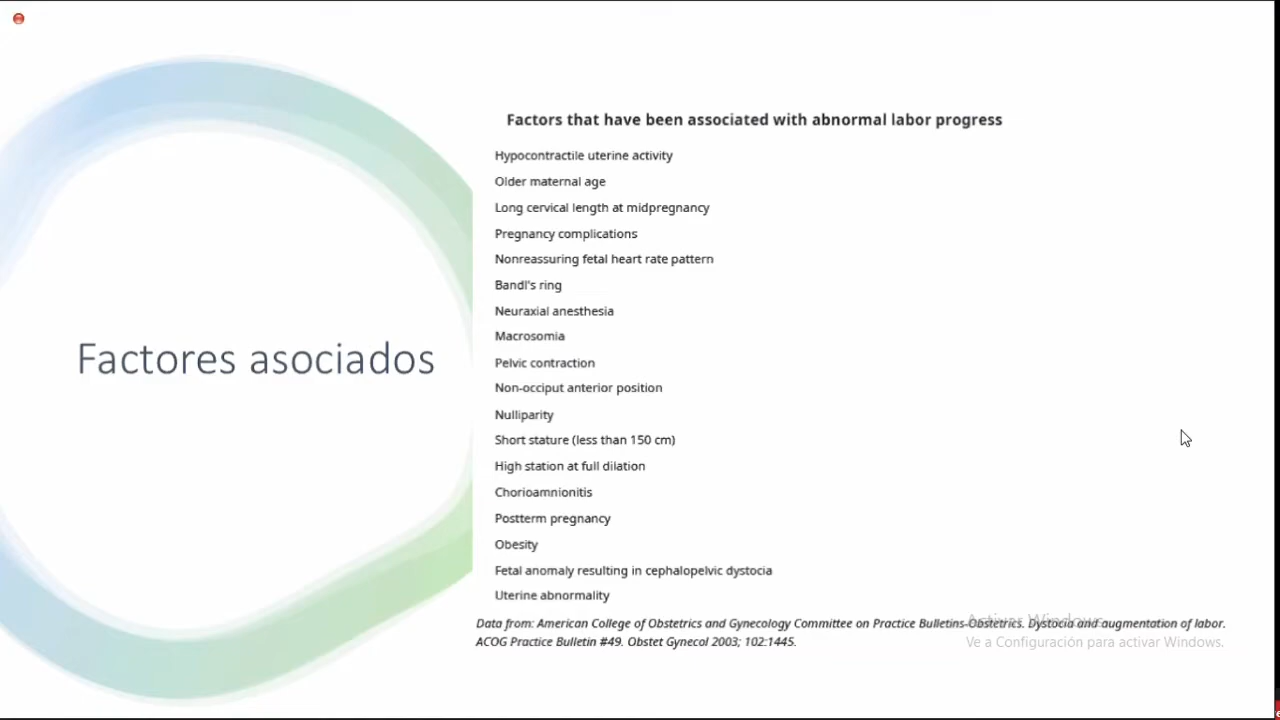 Factors that have been associated with abnormal labor progress
Hypocontractile uterine activity
Older maternal age
Long cervical length at midpregnancy
Pregnancy complications
Nonreassuring fetal heart rate pattern
Bandl's ring
Neuraxial anesthesia
Macrosomia
Factores asociados
Pelvic contraction
Non-occiput anterior position
Nulliparity
Short stature (less than 150 cm)
High station at full dilation
Chorioamnionitis
Postterm pregnancy
Obesity
Fetal anomaly resulting in cephalopelvic dystocia
Uterine abnormality
Data from: American College of Obstetrics and Gynecology Committee on Practice Bulletins-Obstetrics. Dystocia and augmentation of labor.
ACOG Practice Bulletin #49. Obstet Gynecol 2003; 102:1445.
Activar Windows
Ve a Configuración para activar Windows.